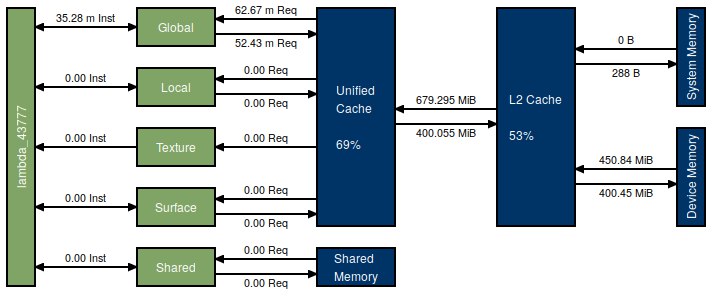 lambda_43777
35.28 m Inst
Global
62.67 m Req
52.43 m Req
0.00 Inst
Local
0.00 Req
0.00 Req
0.00 Inst
Texture
0.00 Req
0.00 Inst
Surface
0.00 Req
0.00 Req
0.00 Inst
Shared
0.00 Req
0.00 Req
Unified
Cache
69%
Shared
Memory
679.295 MiB
400.055 MiB
L2 Cache
53%
0 B
288 B
System Memory
450.84 MiB
400.45 MiB
Device Memory